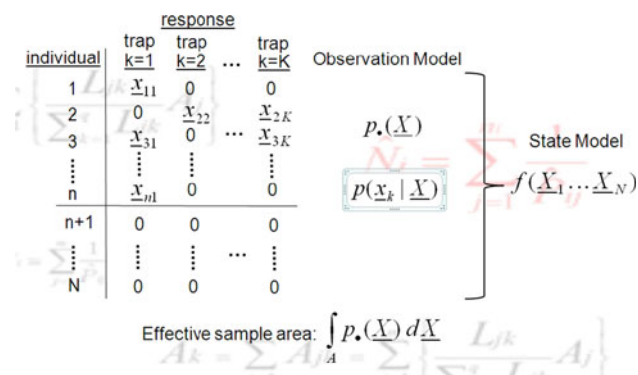 response
individual trap k=1 trap k=2 ... trap k=K Observation Model
1 x₁₁ 0 0
2 0 x₂₂ x₂K
p.(X)
3 x₃₁ 0 ... x₃K
State Model
n xₙ₁ 0 0
p(xₖ | X)
f(X₁...X_N)
n+1 0 0 0
...
N 0 0 0
Effective sample area: ∫_A p.(X) dX